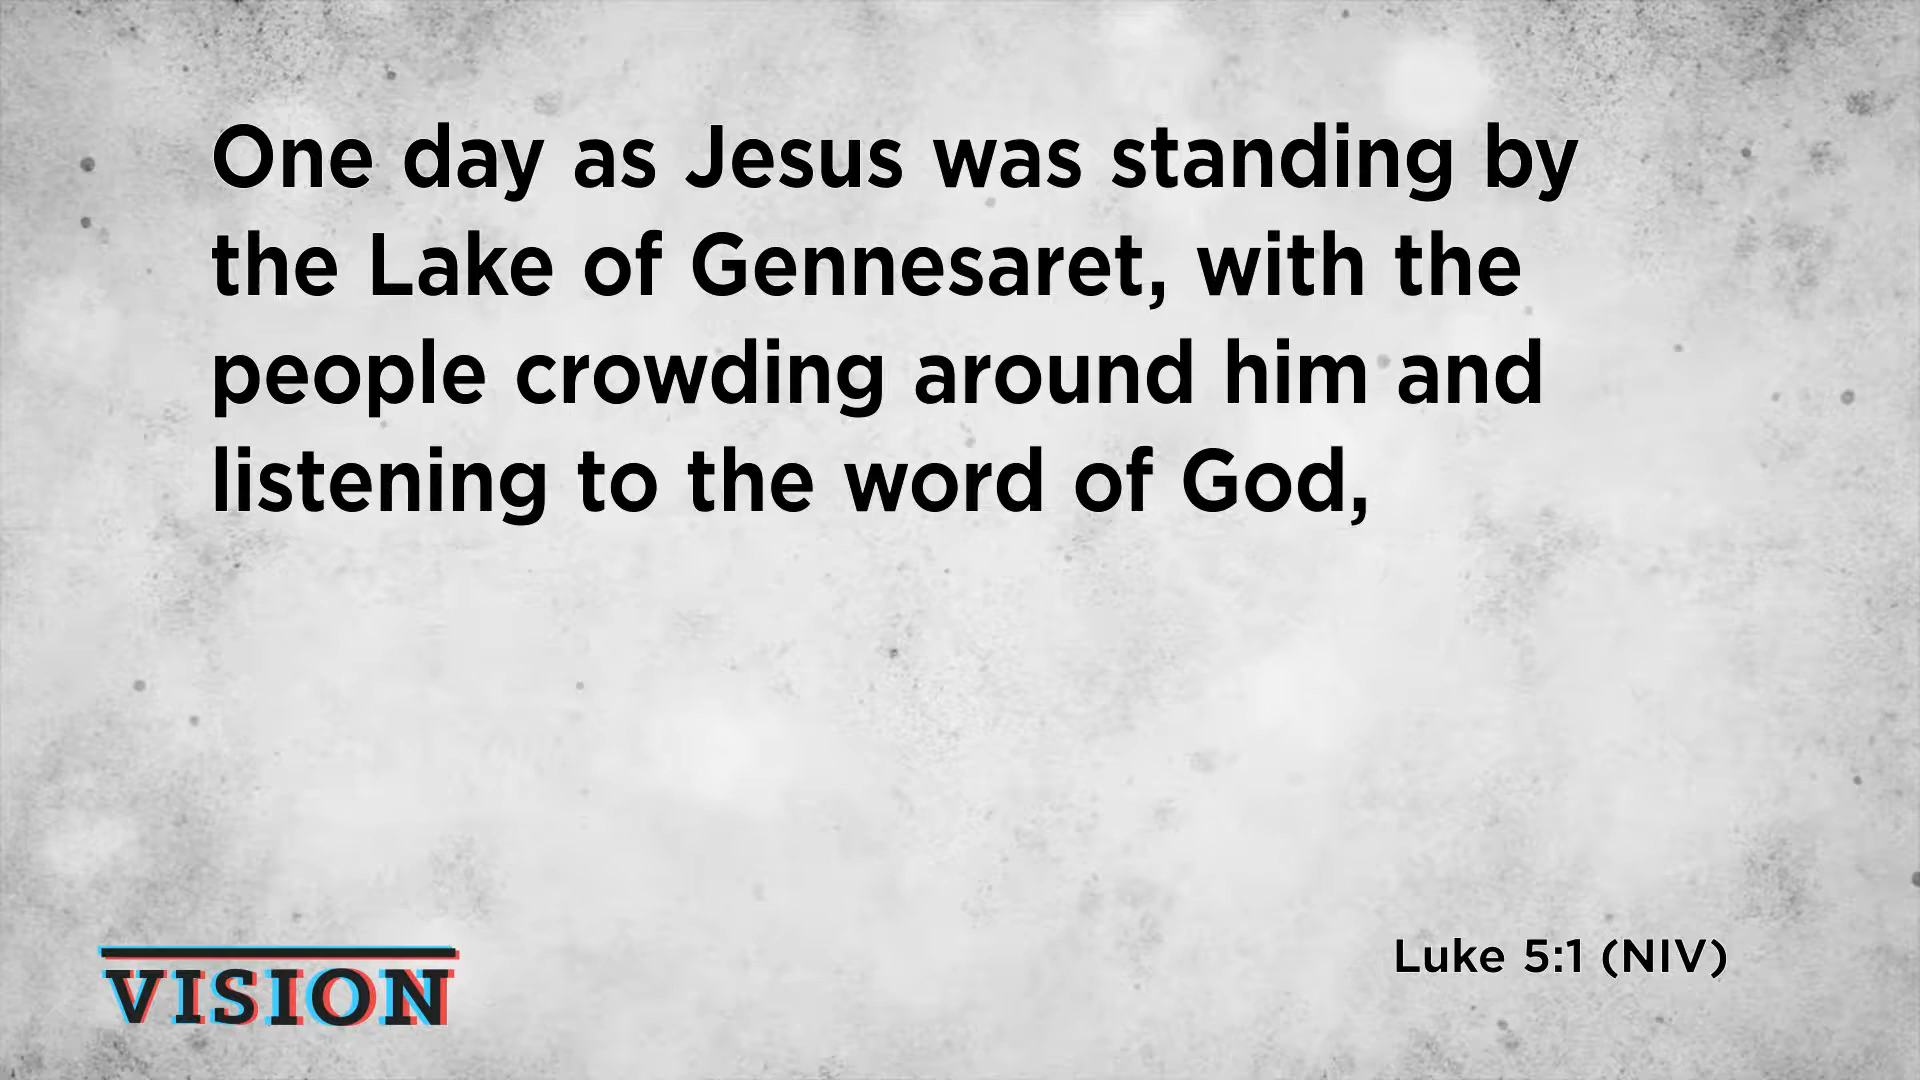 One day as Jesus was standing by
the Lake of Gennesaret, with the
people crowding around him and
listening to the word of God,
VISION
Luke 5:1 (NIV)